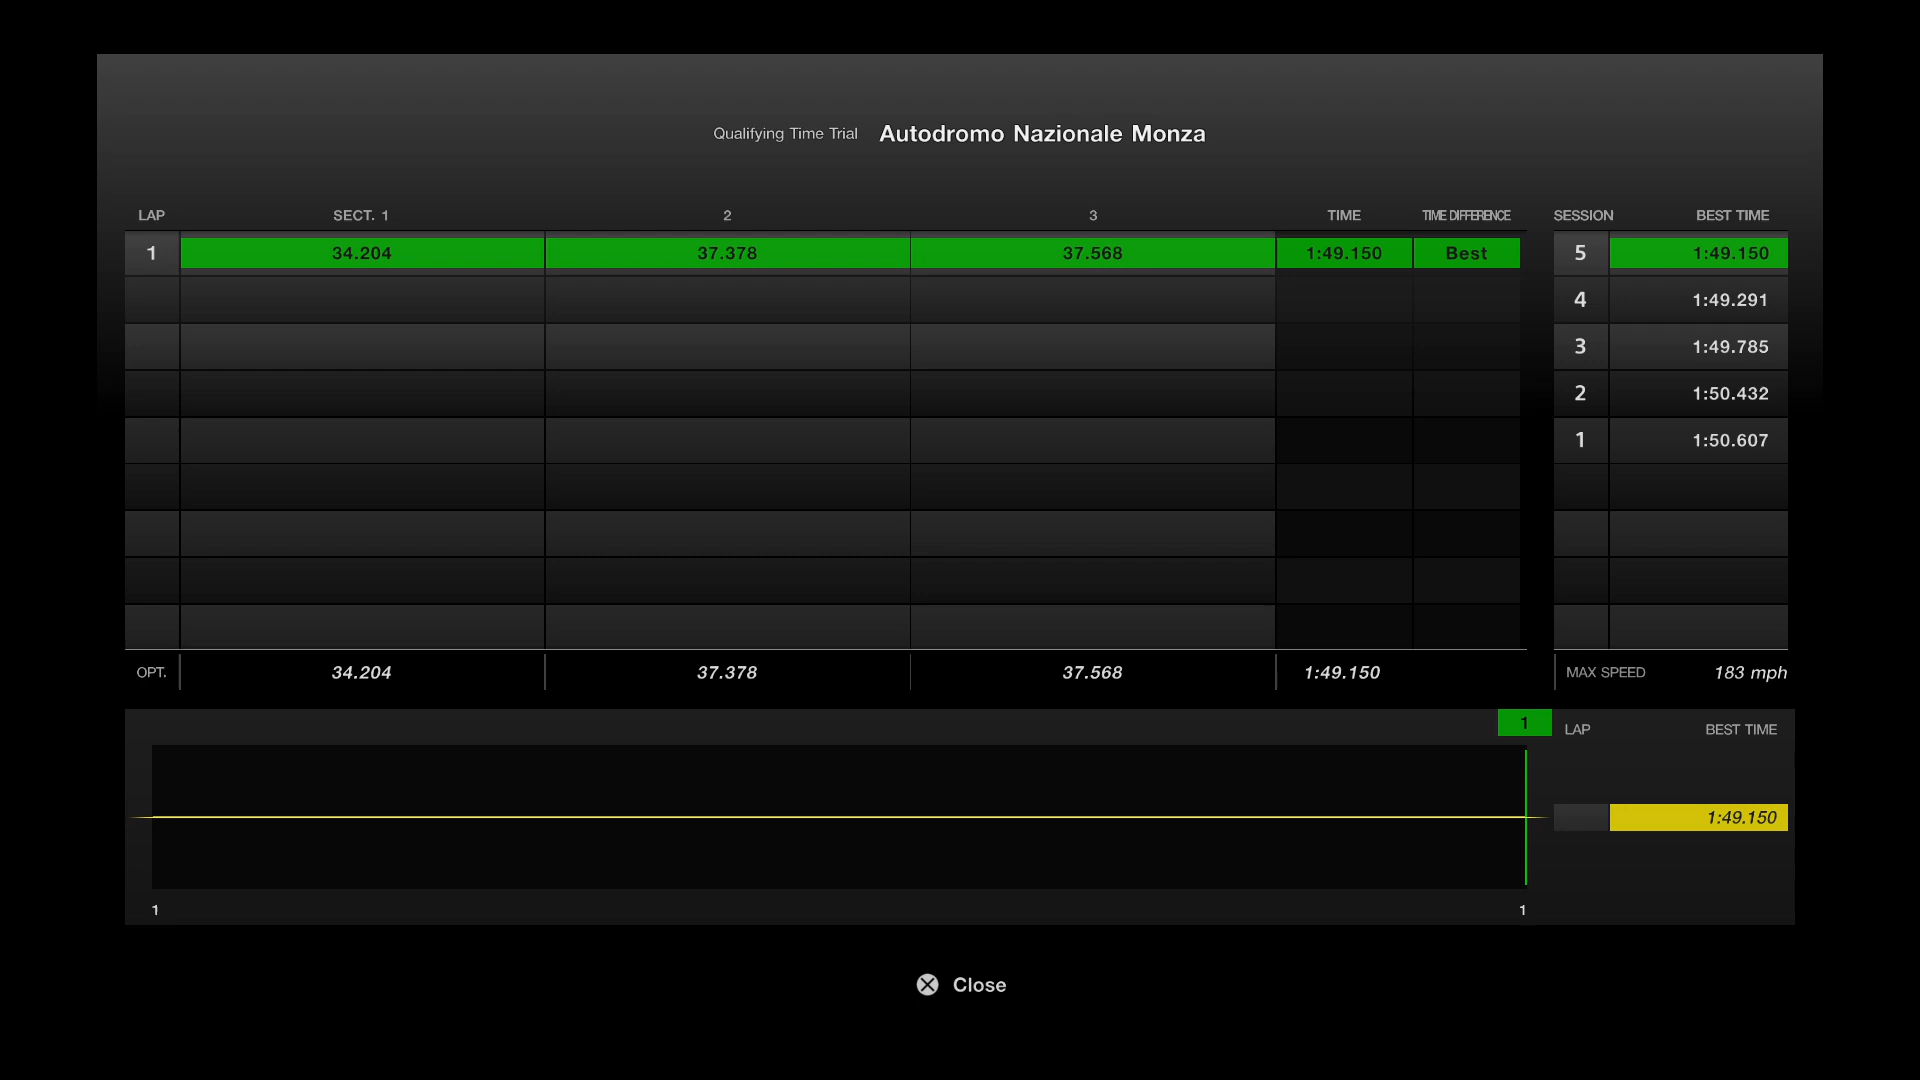 Qualifying Time Trial Autodromo Nazionale Monza
LAP SECT. 1 2 3 TIME TIME DIFFERENCE SESSION BEST TIME
1 34.204 37.378 37.568 1:49.150 Best 5 1:49.150
4 1:49.291
3 1:49.785
2 1:50.432
1 1:50.607
OPT. 34.204 37.378 37.568 1:49.150 MAX SPEED 183 mph
1 LAP BEST TIME
1:49.150
1 1
Close